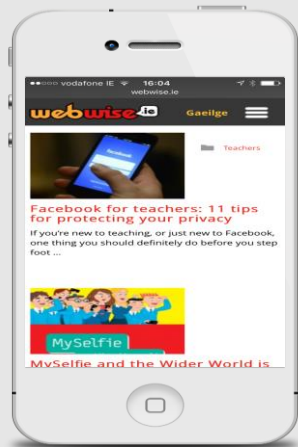 vodafone IE 16:04
webwise.ie
webwise.ie Gaeilge
facebook
Teachers
Facebook for teachers: 11 tips
for protecting your privacy
If you're new to teaching, or just new to Facebook,
one thing you should definitely do before you step
foot ...
MySelfie
MySelfie and the Wider World is